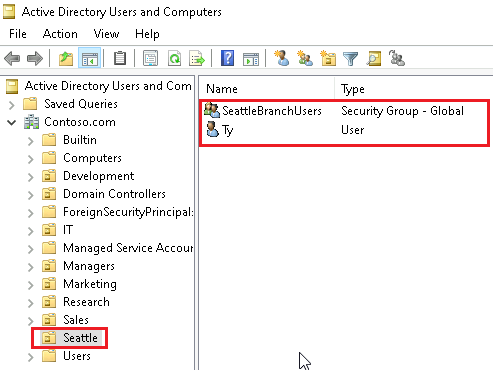 Active Directory Users and Computers
File Action View Help
Active Directory Users and Com
Saved Queries
Contoso.com
Builtin
Computers
Development
Domain Controllers
ForeignSecurityPrincipal:
IT
Managed Service Accour
Managers
Marketing
Research
Sales
Seattle
Users
Name Type
SeattleBranchUsers Security Group - Global
Ty User